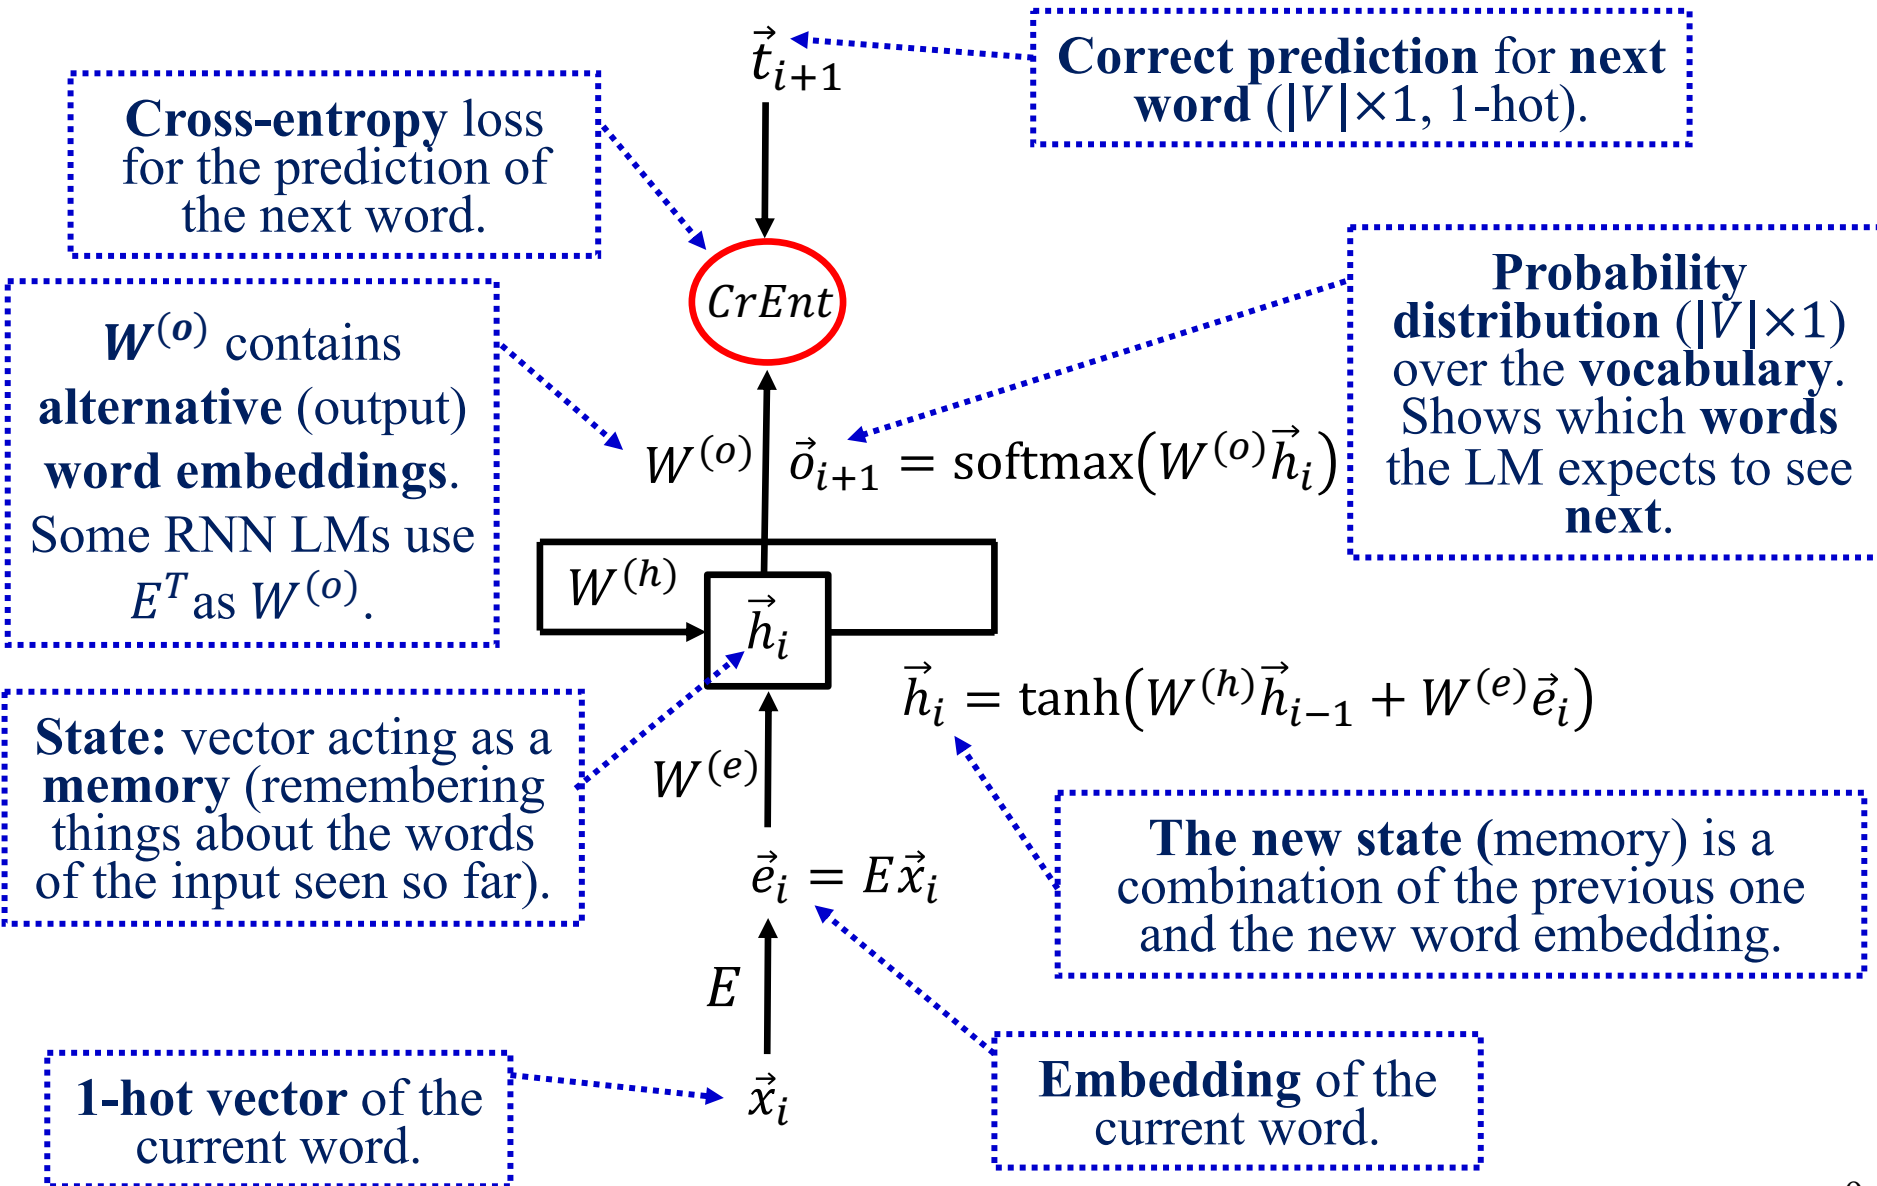 t⃗ᵢ₊₁
Correct prediction for next
word (|V|×1, 1-hot).
Cross-entropy loss
for the prediction of
the next word.
CrEnt
Probability
distribution (|V|×1)
over the vocabulary.
Shows which words
the LM expects to see
next.
W⁽ᵒ⁾ contains
alternative (output)
word embeddings.
Some RNN LMs use
Eᵀ as W⁽ᵒ⁾.
W⁽ᵒ⁾
o⃗ᵢ₊₁ = softmax(W⁽ᵒ⁾h⃗ᵢ)
W⁽ʰ⁾
h⃗ᵢ
h⃗ᵢ = tanh(W⁽ʰ⁾h⃗ᵢ₋₁ + W⁽ᵉ⁾e⃗ᵢ)
State: vector acting as a
memory (remembering
things about the words
of the input seen so far).
W⁽ᵉ⁾
The new state (memory) is a
combination of the previous one
and the new word embedding.
e⃗ᵢ = Ex⃗ᵢ
E
1-hot vector of the
current word.
x⃗ᵢ
Embedding of the
current word.